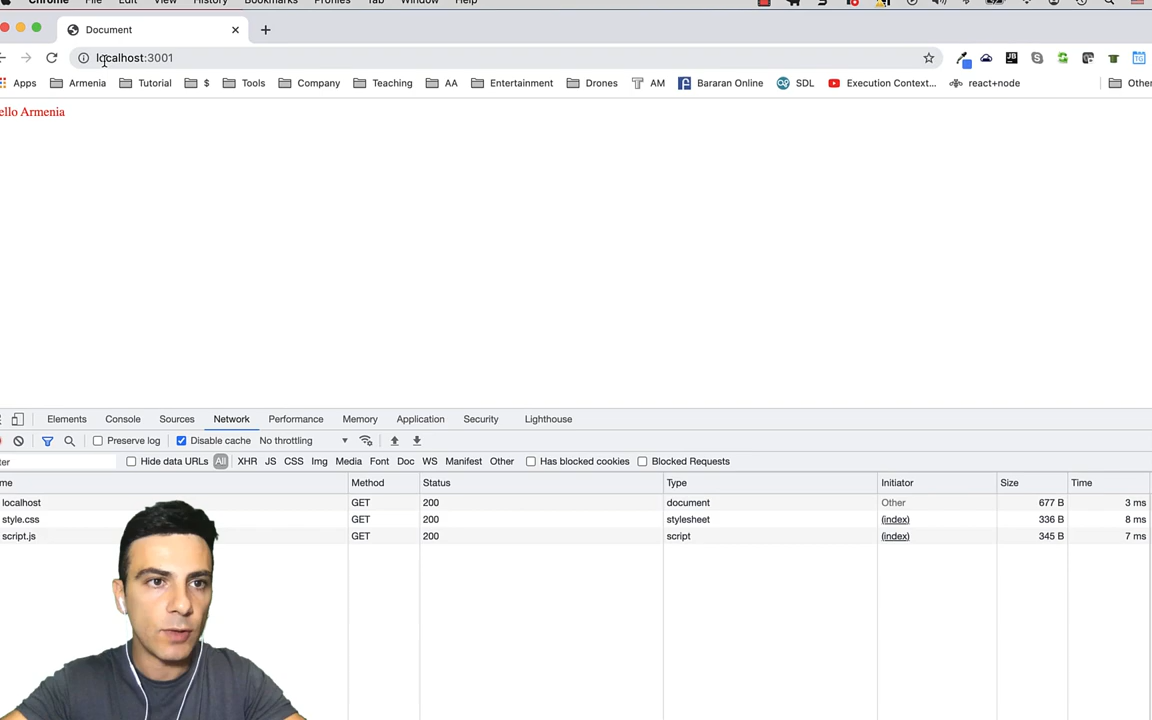 Chrome File Edit View History Bookmarks Profiles Tab Window Help
Document
localhost:3001
Apps Armenia Tutorial $ Tools Company Teaching AA Entertainment Drones AM Bararan Online SDL Execution Context... react+node Other
ello Armenia
Elements Console Sources Network Performance Memory Application Security Lighthouse
Preserve log Disable cache No throttling
ter Hide data URLs All XHR JS CSS Img Media Font Doc WS Manifest Other Has blocked cookies Blocked Requests
me Method Status Type Initiator Size Time
localhost GET 200 document Other 677 B 3 ms
style.css GET 200 stylesheet (index) 336 B 8 ms
script.js GET 200 script (index) 345 B 7 ms